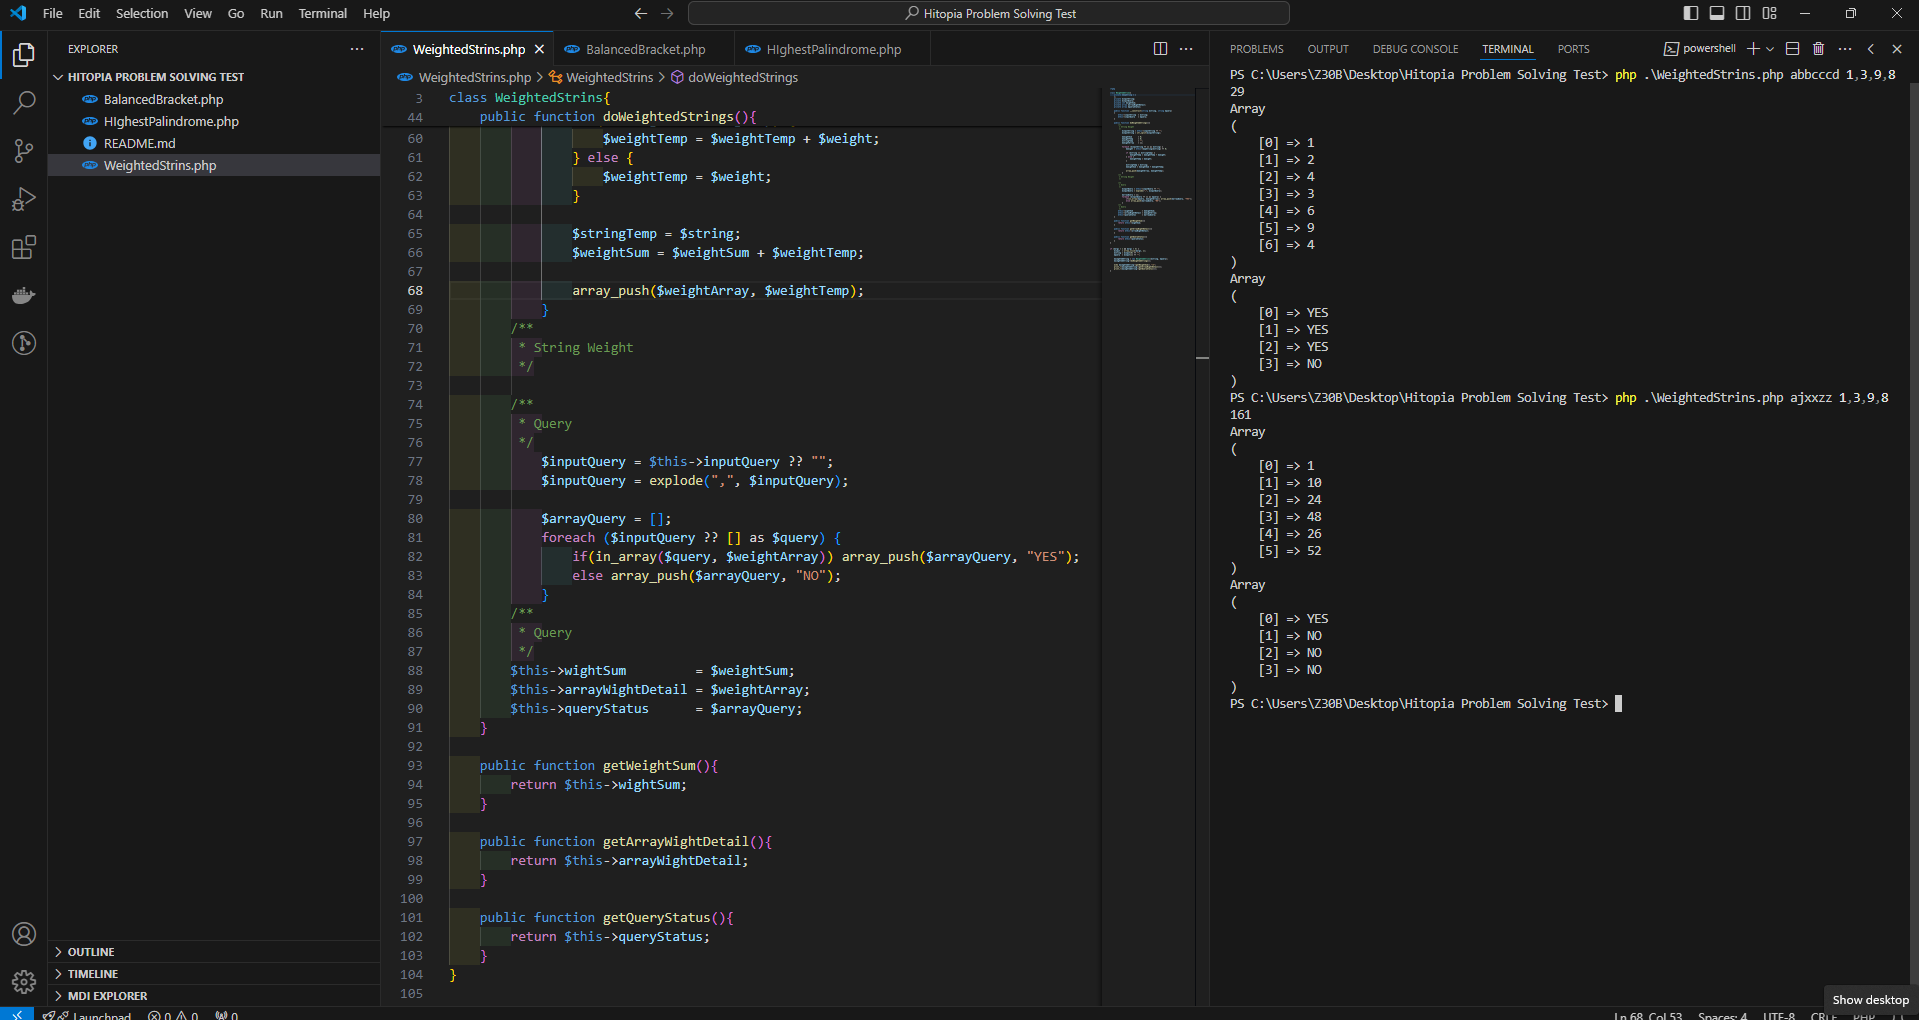 File Edit Selection View Go Run Terminal Help
Hitopia Problem Solving Test
EXPLORER
HITOPIA PROBLEM SOLVING TEST
BalancedBracket.php
HIghestPalindrome.php
README.md
WeightedStrins.php
OUTLINE
TIMELINE
MDI EXPLORER
WeightedStrins.php BalancedBracket.php HIghestPalindrome.php
WeightedStrins.php > WeightedStrins > doWeightedStrings
3 class WeightedStrins{
44 public function doWeightedStrings(){
60 $weightTemp = $weightTemp + $weight;
61 } else {
62 $weightTemp = $weight;
63 }
64
65 $stringTemp = $string;
66 $weightSum = $weightSum + $weightTemp;
67
68 array_push($weightArray, $weightTemp);
69 }
70 /**
71 * String Weight
72 */
73
74 /**
75 * Query
76 */
77 $inputQuery = $this->inputQuery ?? "";
78 $inputQuery = explode(",", $inputQuery);
79
80 $arrayQuery = [];
81 foreach ($inputQuery ?? [] as $query) {
82 if(in_array($query, $weightArray)) array_push($arrayQuery, "YES");
83 else array_push($arrayQuery, "NO");
84 }
85 /**
86 * Query
87 */
88 $this->wightSum = $weightSum;
89 $this->arrayWightDetail = $weightArray;
90 $this->queryStatus = $arrayQuery;
91 }
92
93 public function getWeightSum(){
94 return $this->wightSum;
95 }
96
97 public function getArrayWightDetail(){
98 return $this->arrayWightDetail;
99 }
100
101 public function getQueryStatus(){
102 return $this->queryStatus;
103 }
104 }
105
PROBLEMS OUTPUT DEBUG CONSOLE TERMINAL PORTS
powershell
PS C:\Users\Z30B\Desktop\Hitopia Problem Solving Test> php .\WeightedStrins.php abbcccd 1,3,9,8
29
Array
(
[0] => 1
[1] => 2
[2] => 4
[3] => 3
[4] => 6
[5] => 9
[6] => 4
)
Array
(
[0] => YES
[1] => YES
[2] => YES
[3] => NO
)
PS C:\Users\Z30B\Desktop\Hitopia Problem Solving Test> php .\WeightedStrins.php ajxxzz 1,3,9,8
161
Array
(
[0] => 1
[1] => 10
[2] => 24
[3] => 48
[4] => 26
[5] => 52
)
Array
(
[0] => YES
[1] => NO
[2] => NO
[3] => NO
)
PS C:\Users\Z30B\Desktop\Hitopia Problem Solving Test>
Show desktop
Launchpad 0 0 0
Ln 68, Col 53 Spaces: 4 UTF-8 CRLF PHP